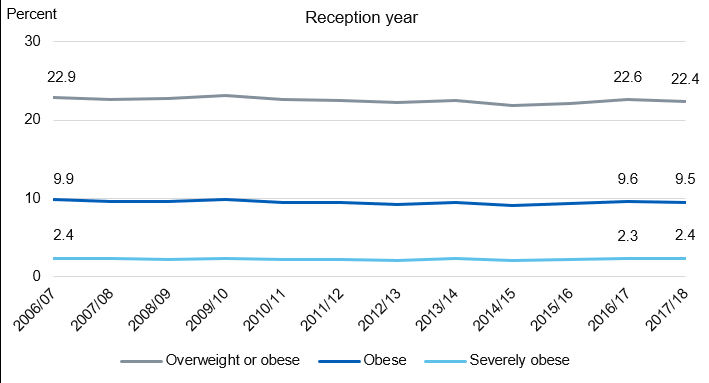 Percent
Reception year
30
22.9 22.6 22.4
20
9.9 9.6 9.5
10
2.4 2.3 2.4
0
2006/07 2007/08 2008/09 2009/10 2010/11 2011/12 2012/13 2013/14 2014/15 2015/16 2016/17 2017/18
Overweight or obese Obese Severely obese